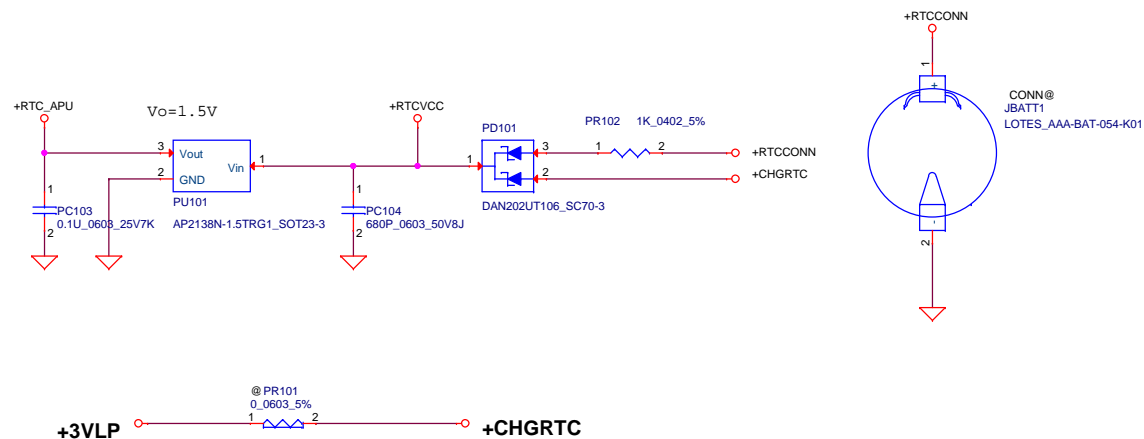 +RTCCONN
1
+
CONN@
JBATT1
LOTES_AAA-BAT-054-K01
-
2
+RTC_APU
Vo=1.5V
+RTCVCC
PD101
PR102 1K_0402_5%
3 Vout
Vin 1
2 GND
PU101
AP2138N-1.5TRG1_SOT23-3
1
PC103
0.1U_0603_25V7K
2
1
PC104
680P_0603_50V8J
2
1
3
2
DAN202UT106_SC70-3
1 2
+RTCCONN
+CHGRTC
@ PR101
0_0603_5%
1 2
+3VLP
+CHGRTC